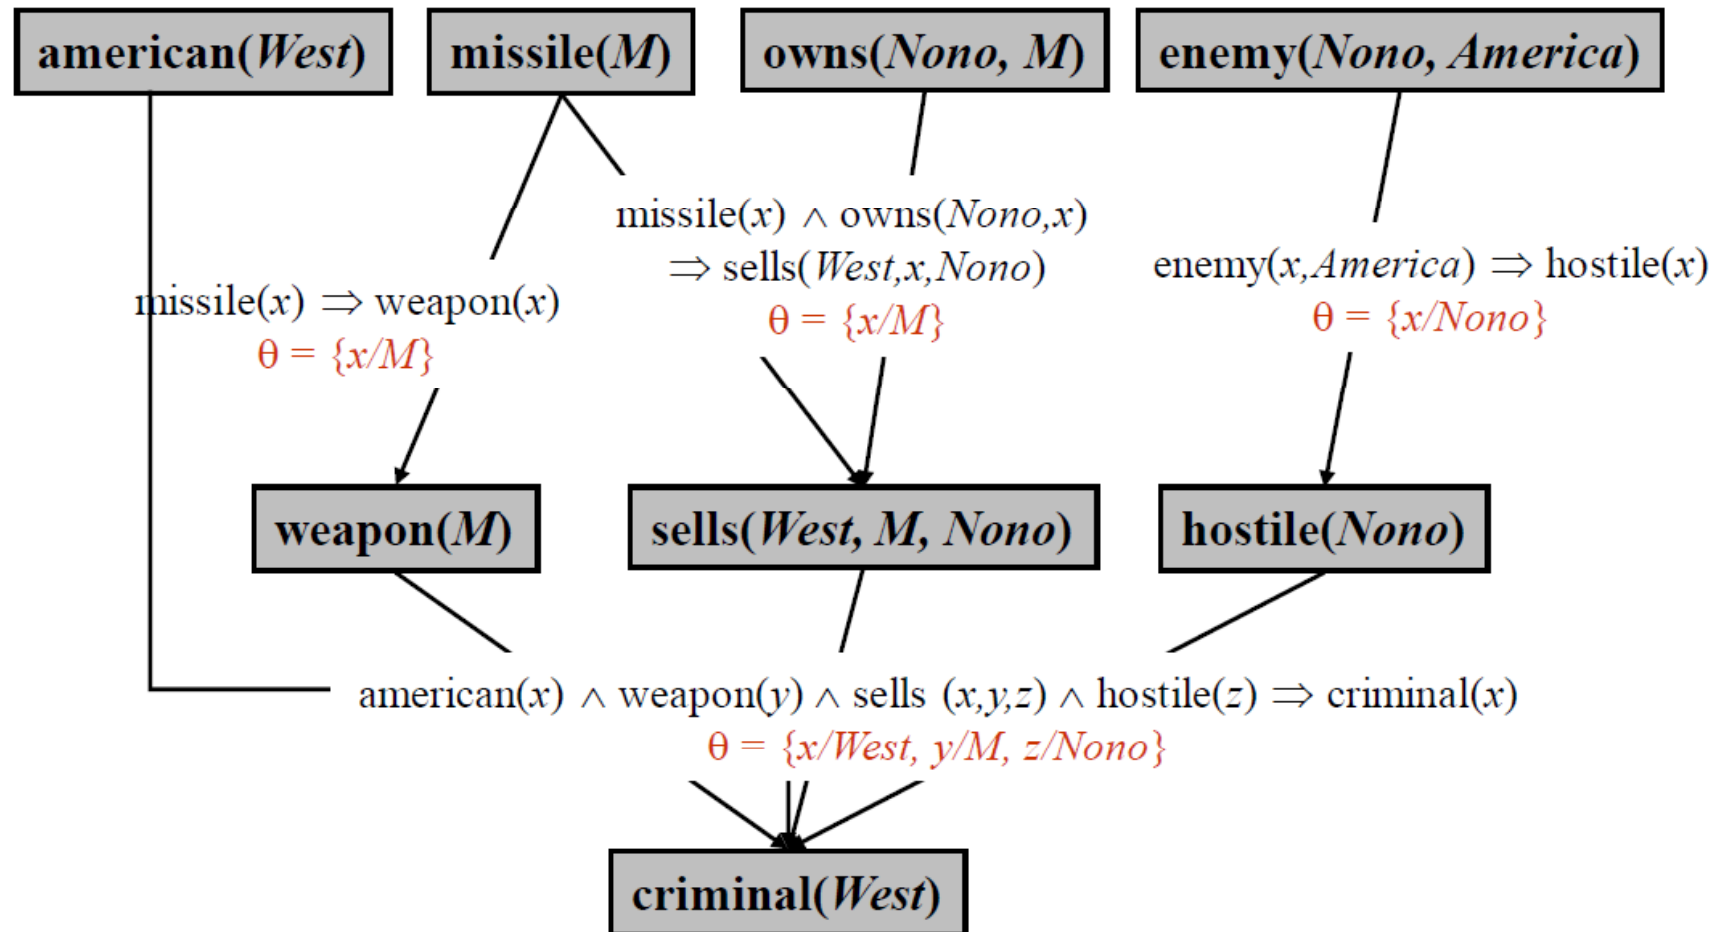 american(West)
missile(M)
owns(Nono, M)
enemy(Nono, America)
missile(x) ∧ owns(Nono,x)
⇒ sells(West,x,Nono)
θ = {x/M}
enemy(x,America) ⇒ hostile(x)
θ = {x/Nono}
missile(x) ⇒ weapon(x)
θ = {x/M}
weapon(M)
sells(West, M, Nono)
hostile(Nono)
american(x) ∧ weapon(y) ∧ sells (x,y,z) ∧ hostile(z) ⇒ criminal(x)
θ = {x/West, y/M, z/Nono}
criminal(West)